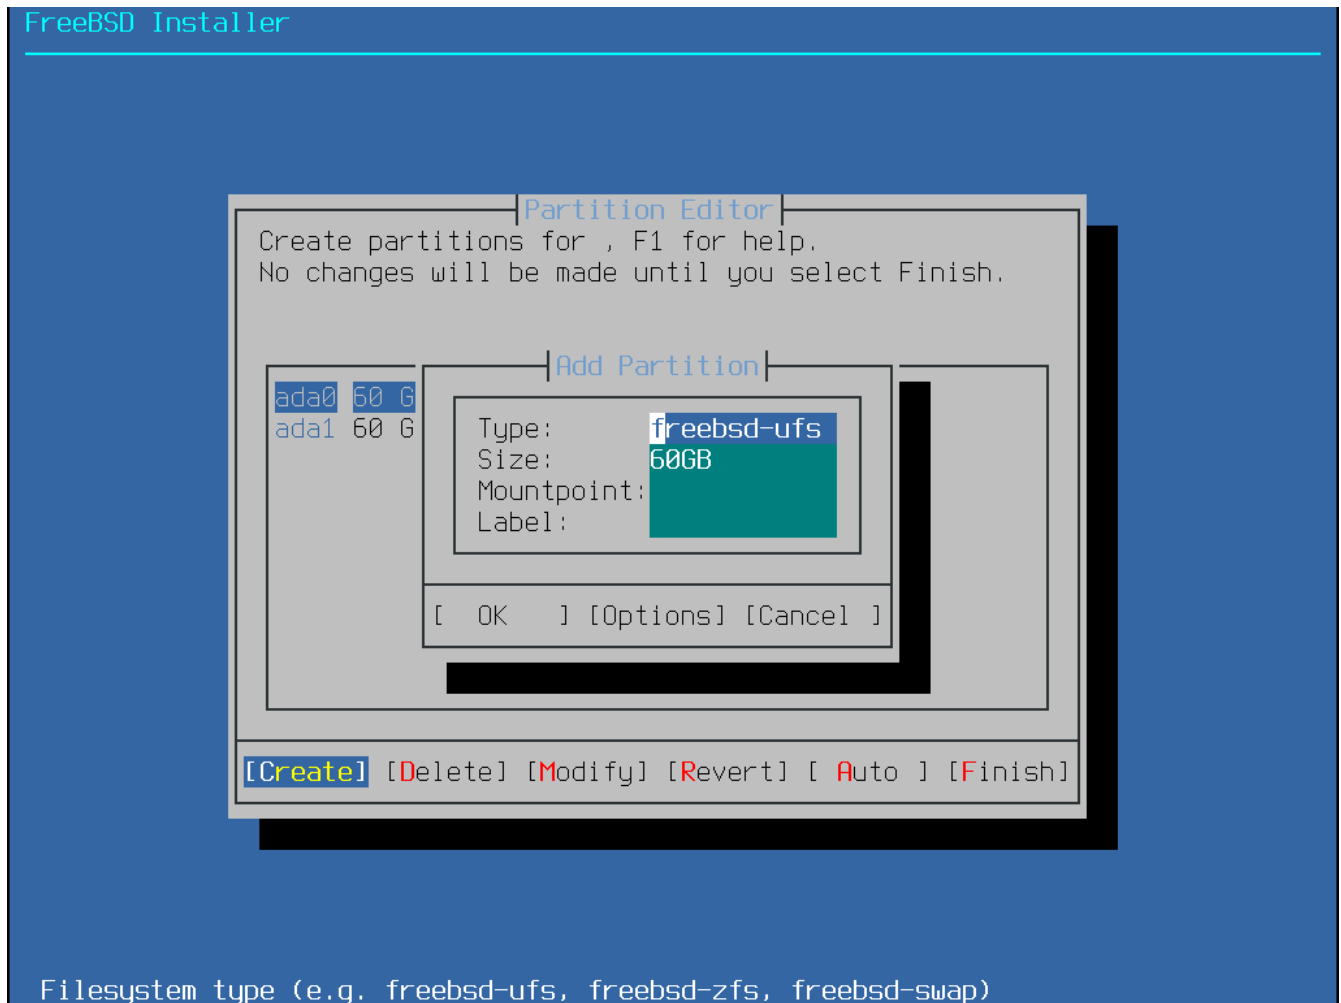 FreeBSD Installer
Partition Editor
Create partitions for , F1 for help.
No changes will be made until you select Finish.
Add Partition
ada0 60 G
ada1 60 G
Type: freebsd-ufs
Size: 60GB
Mountpoint:
Label:
[ OK ] [Options] [Cancel ]
[Create] [Delete] [Modify] [Revert] [ Auto ] [Finish]
Filesystem type (e.g. freebsd-ufs, freebsd-zfs, freebsd-swap)